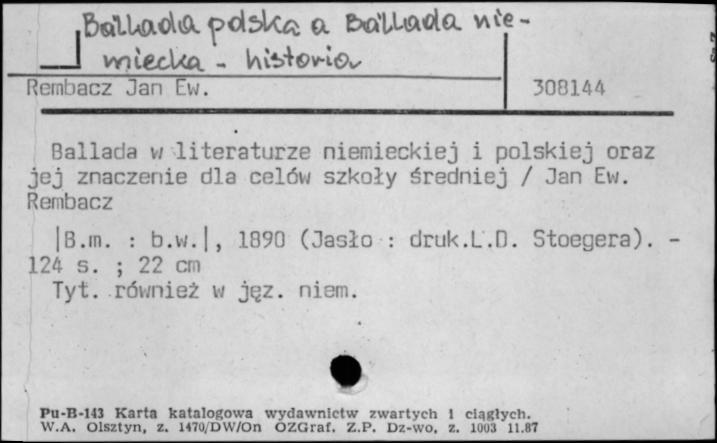 Ballada polska a Ballada nie-
miecka - historia
Rembacz Jan Ew.
308144
Ballada w literaturze niemieckiej i polskiej oraz
jej znaczenie dla celów szkoły średniej / Jan Ew.
Rembacz
|B.m. : b.w.|, 1890 (Jasło : druk.L.D. Stoegera). -
124 s. ; 22 cm
Tyt. również w jęz. niem.
Pu-B-143 Karta katalogowa wydawnictw zwartych i ciągłych.
W.A. Olsztyn, z. 1470/DW/On OZGraf. Z.P. Dz-wo, z. 1003 11.87